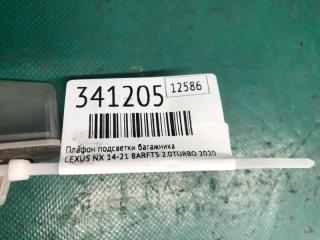 12586
341205
Плафон подсветки багажника
LEXUS NX 14-21 8ARFTS 2.0TURBO 2020